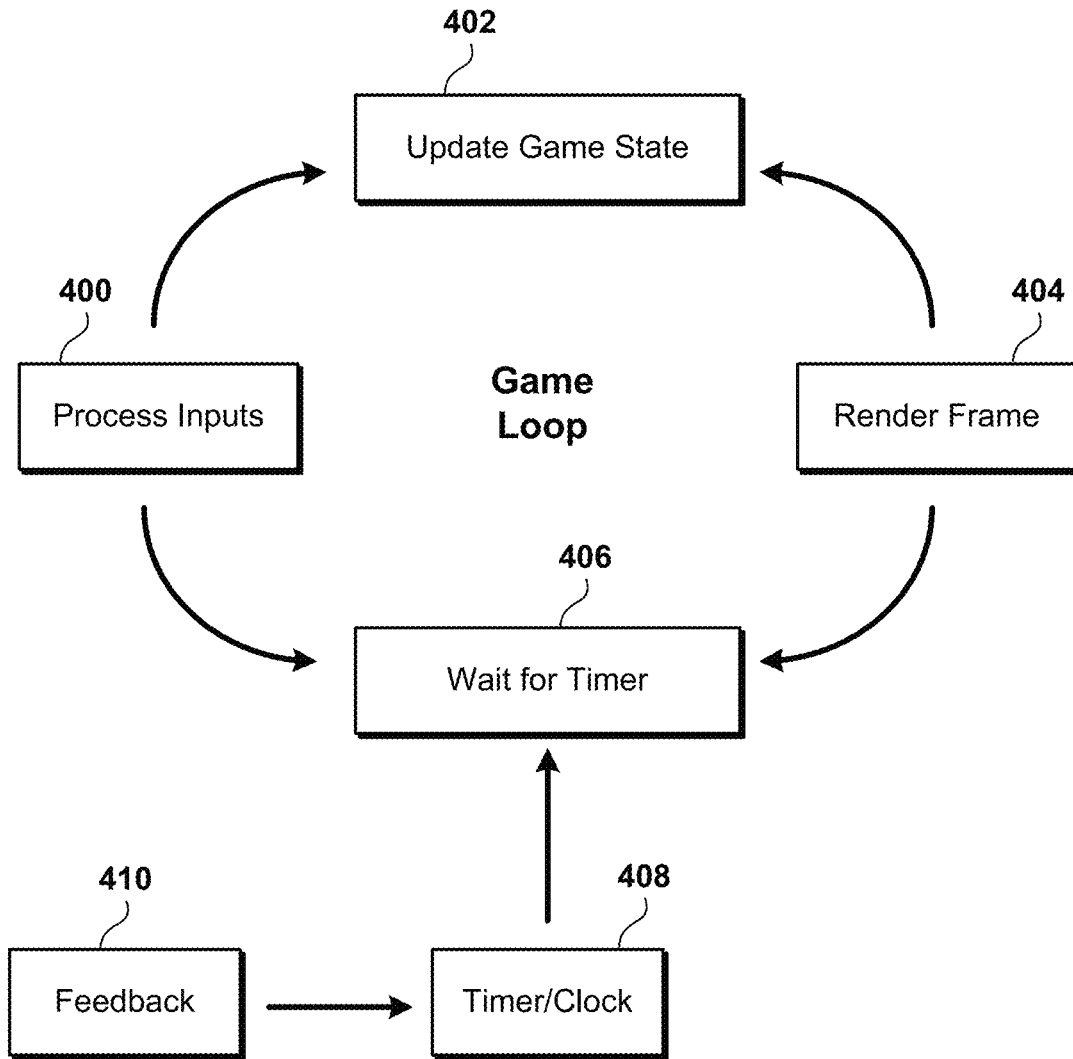 402
Update Game State
400
404
Process Inputs
Game
Loop
Render Frame
406
Wait for Timer
410
408
Feedback
Timer/Clock